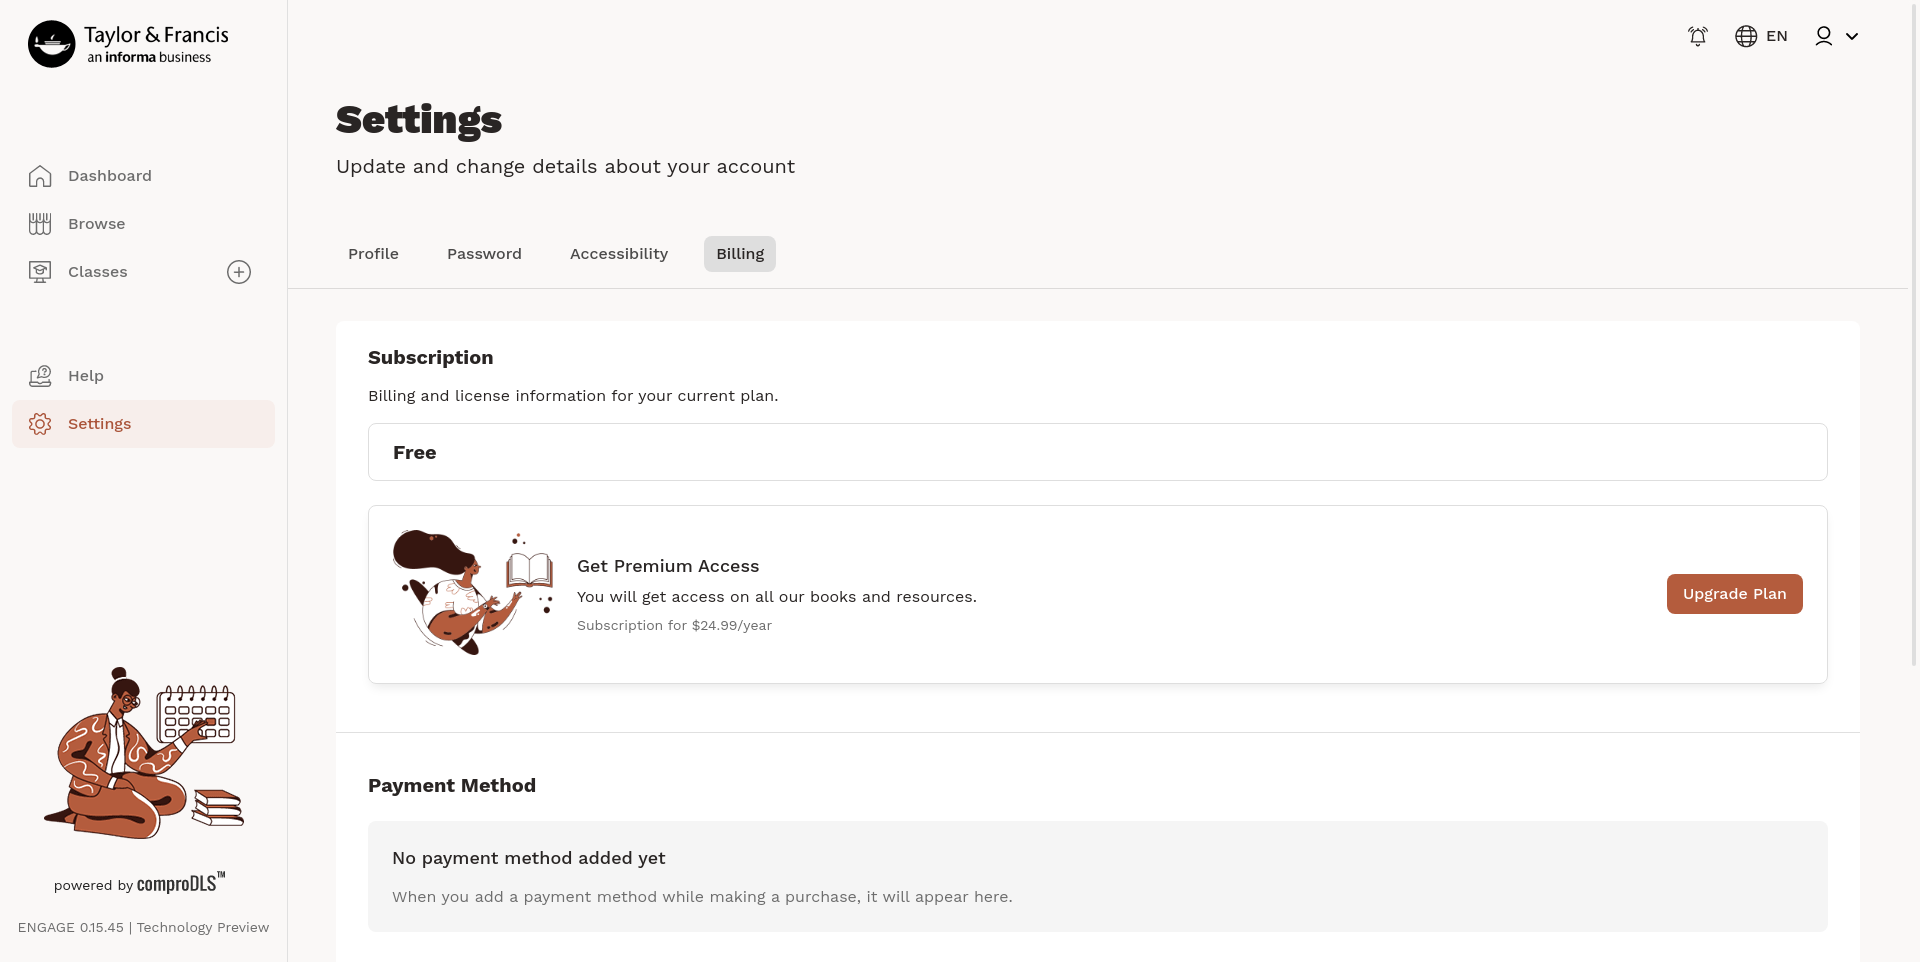 Taylor & Francis
an informa business
EN
Dashboard
Browse
Classes
Help
Settings
powered by comproDLS™
ENGAGE 0.15.45 | Technology Preview
Settings
Update and change details about your account
Profile
Password
Accessibility
Billing
Subscription
Billing and license information for your current plan.
Free
Get Premium Access
You will get access on all our books and resources.
Subscription for $24.99/year
Upgrade Plan
Payment Method
No payment method added yet
When you add a payment method while making a purchase, it will appear here.